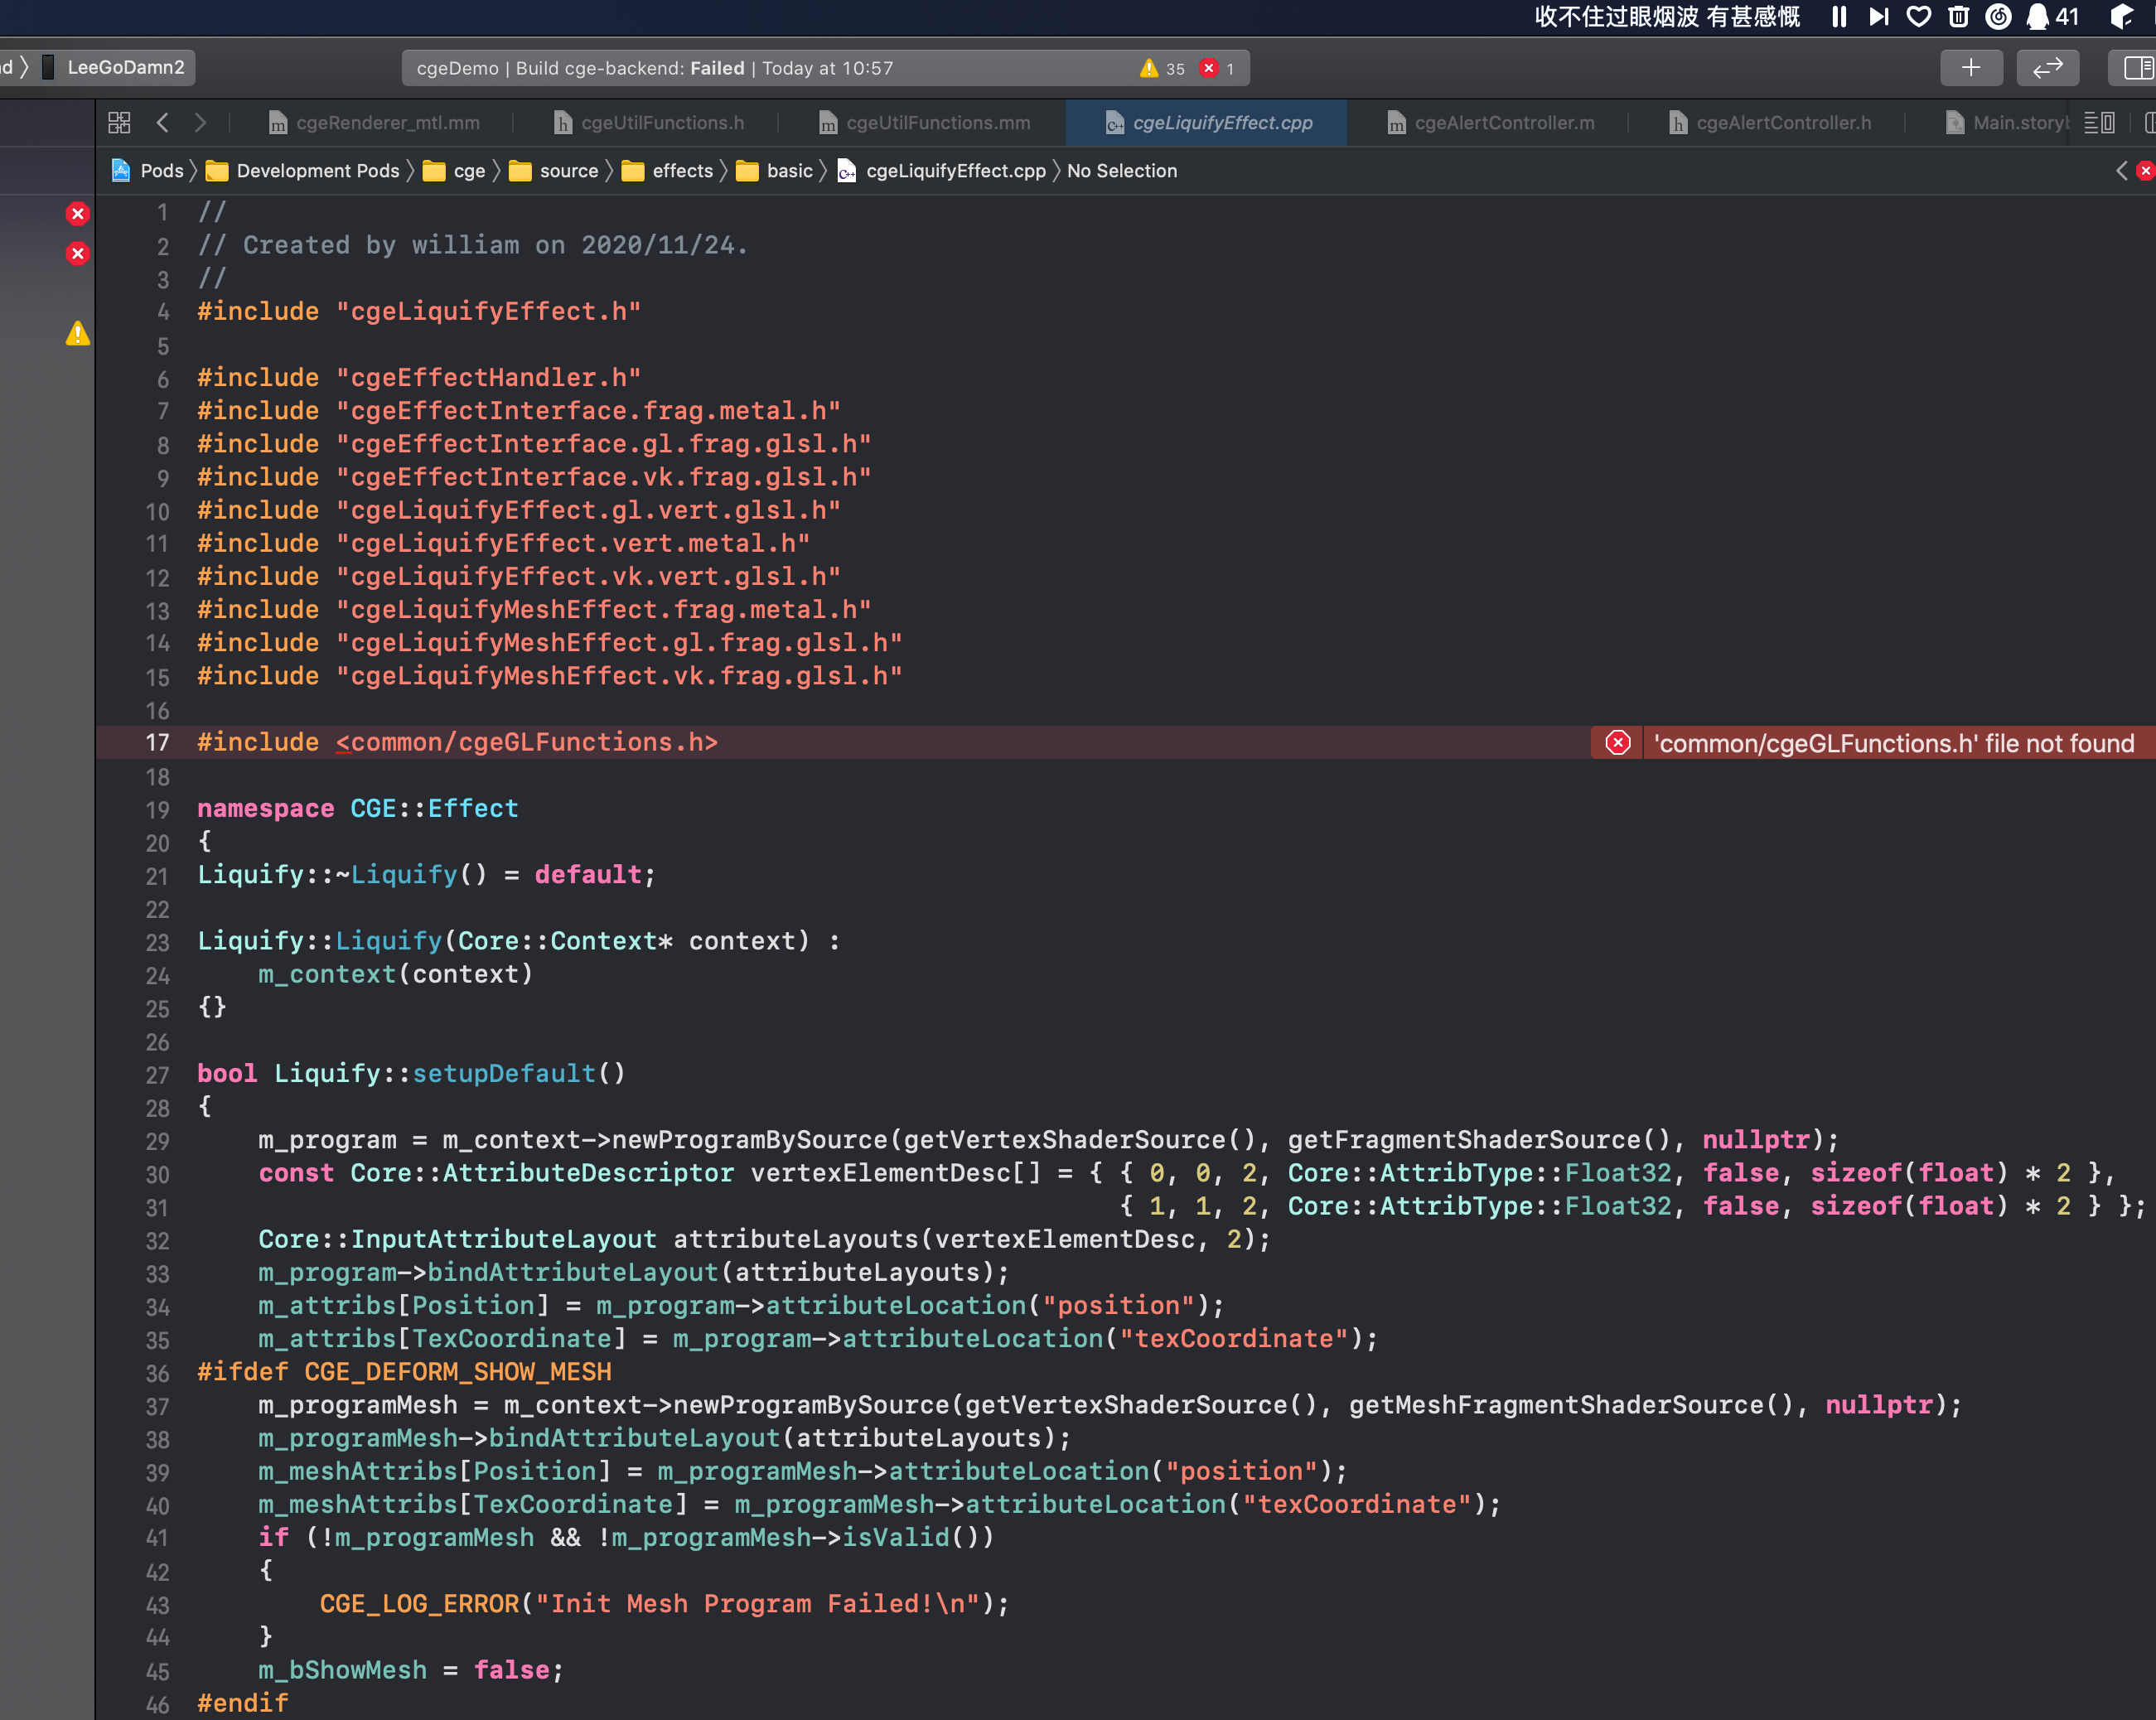 收不住过眼烟波 有甚感慨 41
LeeGoDamn2
cgeDemo | Build cge-backend: Failed | Today at 10:57 35 1
cgeRenderer_mtl.mm cgeUtilFunctions.h cgeUtilFunctions.mm cgeLiquifyEffect.cpp cgeAlertController.m cgeAlertController.h
Pods Development Pods cge source effects basic cgeLiquifyEffect.cpp No Selection
1 //
2 // Created by william on 2020/11/24.
3 //
4 #include "cgeLiquifyEffect.h"
5
6 #include "cgeEffectHandler.h"
7 #include "cgeEffectInterface.frag.metal.h"
8 #include "cgeEffectInterface.gl.frag.glsl.h"
9 #include "cgeEffectInterface.vk.frag.glsl.h"
10 #include "cgeLiquifyEffect.gl.vert.glsl.h"
11 #include "cgeLiquifyEffect.vert.metal.h"
12 #include "cgeLiquifyEffect.vk.vert.glsl.h"
13 #include "cgeLiquifyMeshEffect.frag.metal.h"
14 #include "cgeLiquifyMeshEffect.gl.frag.glsl.h"
15 #include "cgeLiquifyMeshEffect.vk.frag.glsl.h"
16
17 #include <common/cgeGLFunctions.h> 'common/cgeGLFunctions.h' file not found
18
19 namespace CGE::Effect
20 {
21 Liquify::~Liquify() = default;
22
23 Liquify::Liquify(Core::Context* context) :
24 m_context(context)
25 {}
26
27 bool Liquify::setupDefault()
28 {
29 m_program = m_context->newProgramBySource(getVertexShaderSource(), getFragmentShaderSource(), nullptr);
30 const Core::AttributeDescriptor vertexElementDesc[] = { { 0, 0, 2, Core::AttribType::Float32, false, sizeof(float) * 2 },
31 { 1, 1, 2, Core::AttribType::Float32, false, sizeof(float) * 2 } };
32 Core::InputAttributeLayout attributeLayouts(vertexElementDesc, 2);
33 m_program->bindAttributeLayout(attributeLayouts);
34 m_attribs[Position] = m_program->attributeLocation("position");
35 m_attribs[TexCoordinate] = m_program->attributeLocation("texCoordinate");
36 #ifdef CGE_DEFORM_SHOW_MESH
37 m_programMesh = m_context->newProgramBySource(getVertexShaderSource(), getMeshFragmentShaderSource(), nullptr);
38 m_programMesh->bindAttributeLayout(attributeLayouts);
39 m_meshAttribs[Position] = m_programMesh->attributeLocation("position");
40 m_meshAttribs[TexCoordinate] = m_programMesh->attributeLocation("texCoordinate");
41 if (!m_programMesh && !m_programMesh->isValid())
42 {
43 CGE_LOG_ERROR("Init Mesh Program Failed!\n");
44 }
45 m_bShowMesh = false;
46 #endif